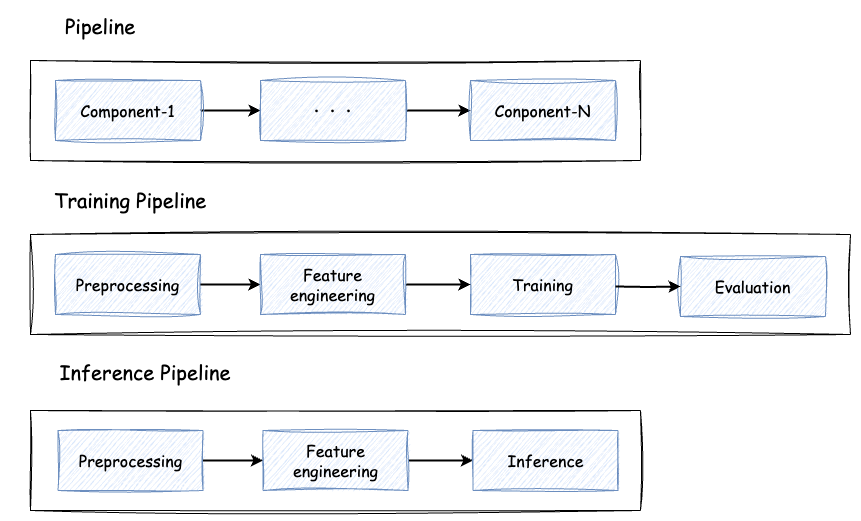 Pipeline
Component-1
. . .
Conponent-N
Training Pipeline
Preprocessing
Feature
engineering
Training
Evaluation
Inference Pipeline
Preprocessing
Feature
engineering
Inference